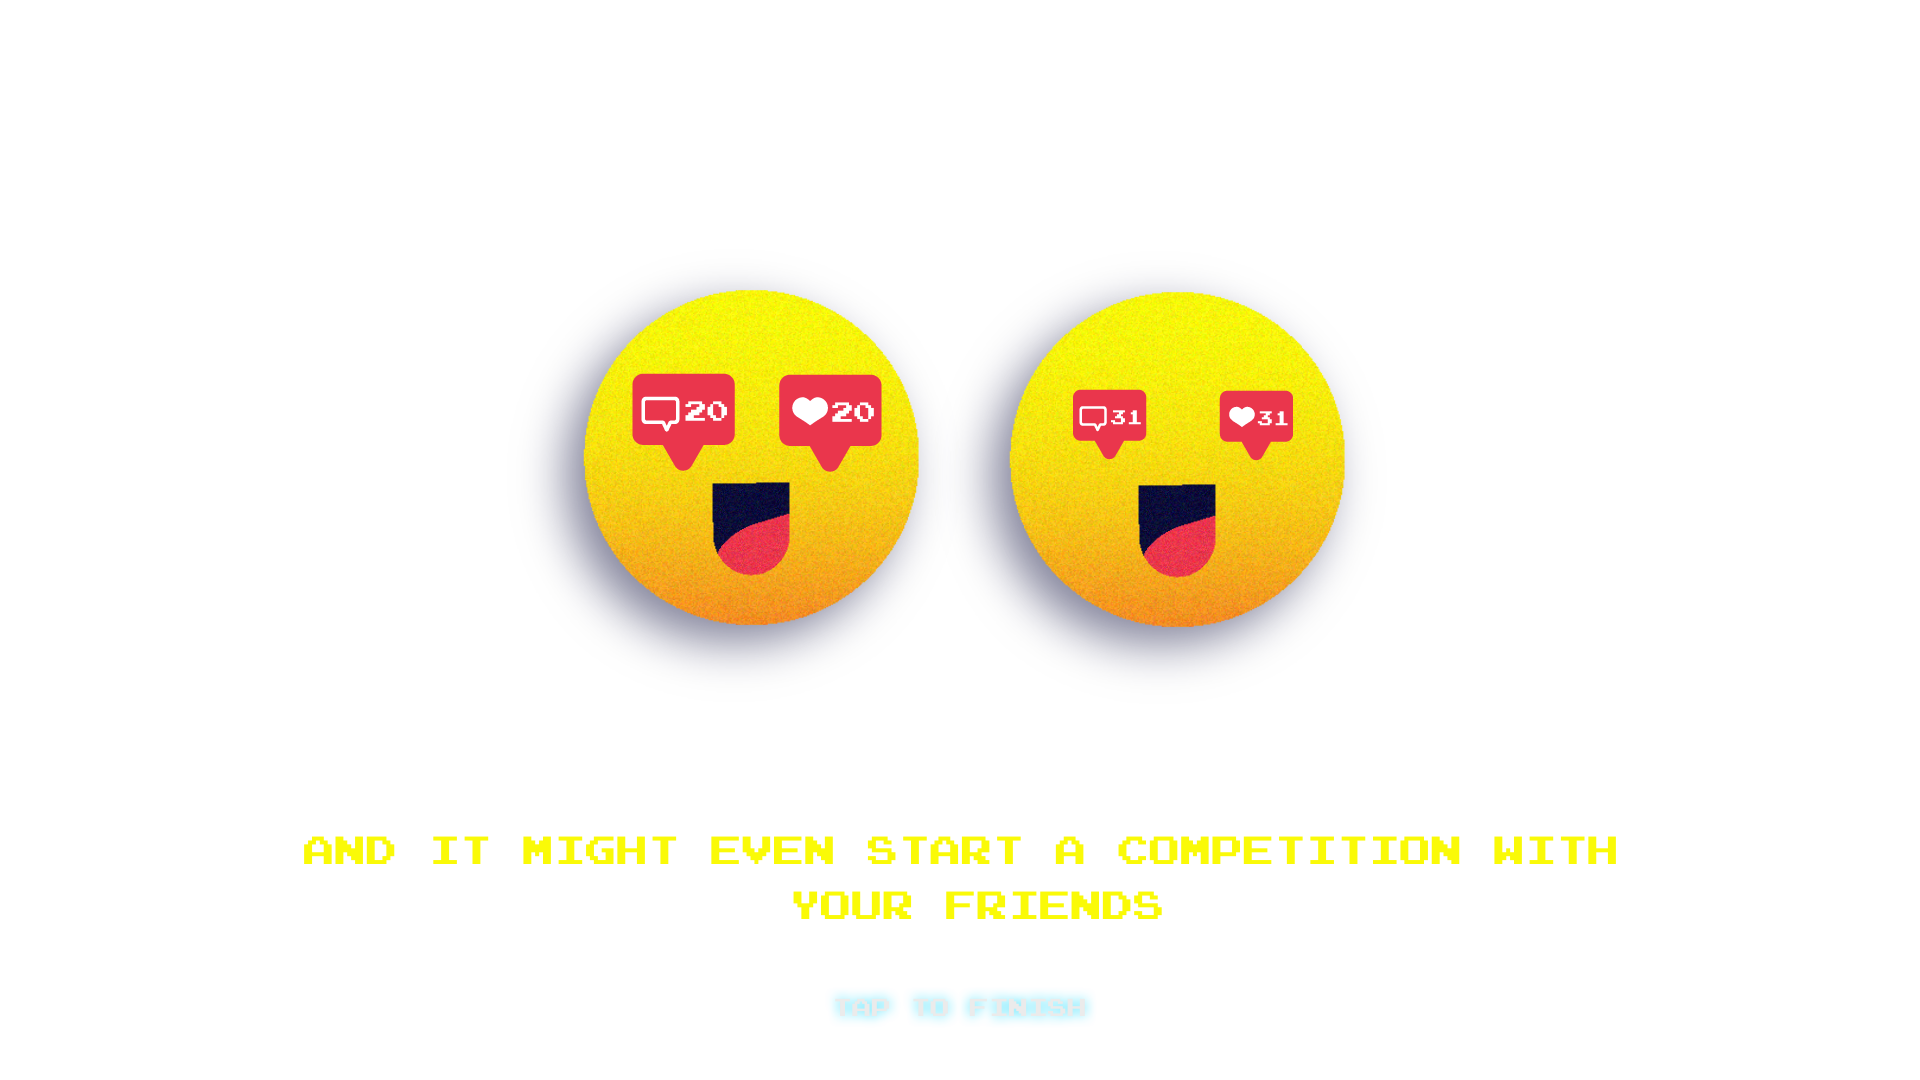 20 20 31 31
AND IT MIGHT EVEN START A COMPETITION WITH
YOUR FRIENDS
TAP TO FINISH